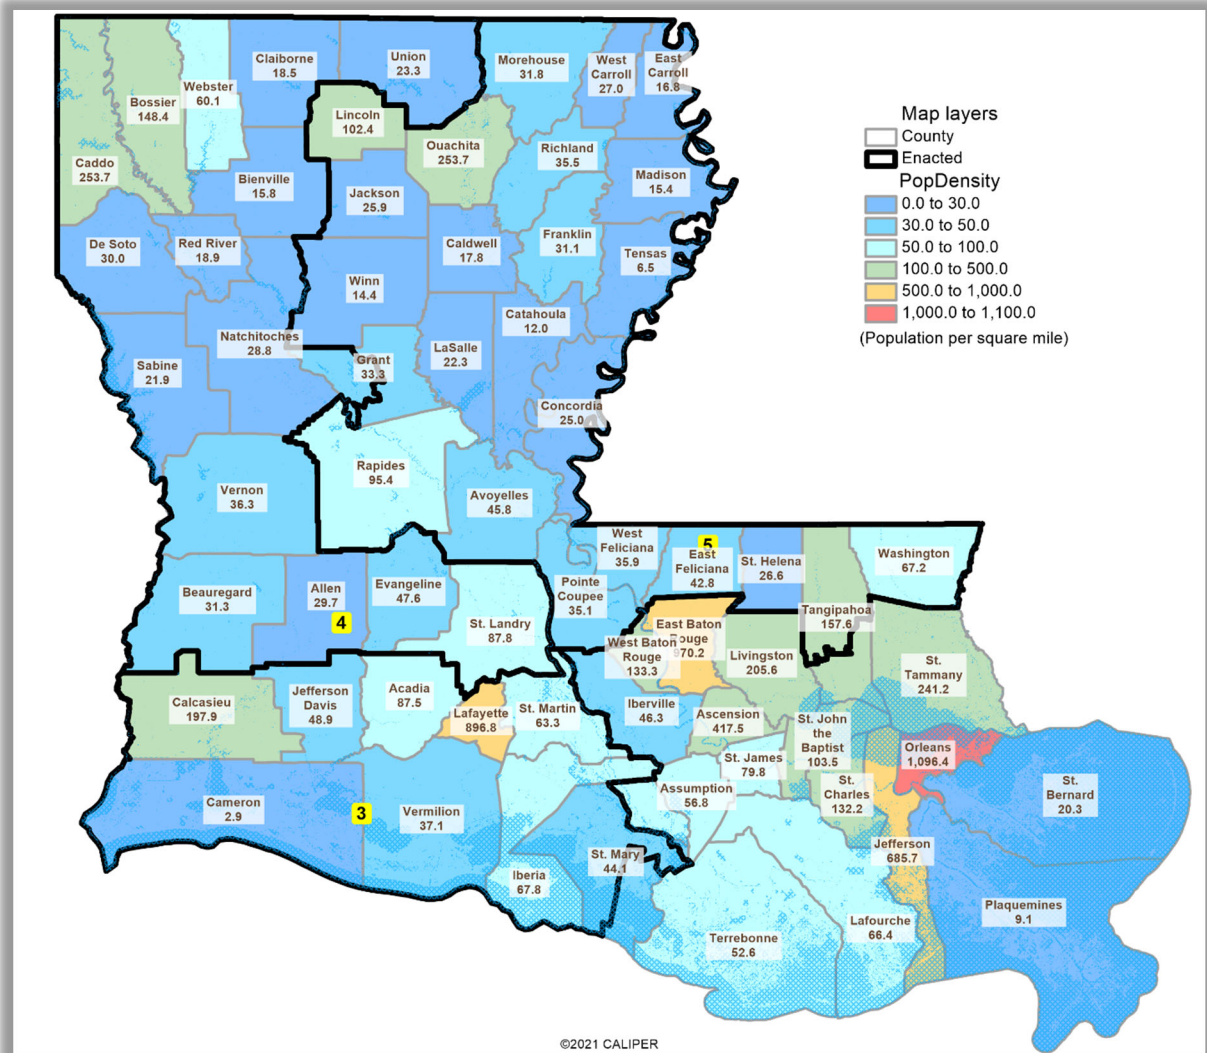 Claiborne
18.5
Union
23.3
Morehouse
31.8
West
Carroll
27.0
East
Carroll
16.8
Webster
60.1
Bossier
148.4
Lincoln
102.4
Ouachita
253.7
Richland
35.5
Caddo
253.7
Bienville
15.8
Jackson
25.9
Madison
15.4
De Soto
30.0
Red River
18.9
Caldwell
17.8
Franklin
31.1
Tensas
6.5
Winn
14.4
Catahoula
12.0
Natchitoches
28.8
LaSalle
22.3
Sabine
21.9
Grant
33.3
Concordia
25.0
Rapides
95.4
Vernon
36.3
Avoyelles
45.8
Map layers
County
Enacted
PopDensity
0.0 to 30.0
30.0 to 50.0
50.0 to 100.0
100.0 to 500.0
500.0 to 1,000.0
1,000.0 to 1,100.0
(Population per square mile)
West
Feliciana
35.9
5
East
Feliciana
42.8
St. Helena
26.6
Washington
67.2
Beauregard
31.3
Allen
29.7
4
Evangeline
47.6
Pointe
Coupee
35.1
Tangipahoa
157.6
St. Landry
87.8
East Baton
Rouge
970.2
West Baton
Rouge
133.3
Livingston
205.6
St.
Tammany
241.2
Calcasieu
197.9
Jefferson
Davis
48.9
Acadia
87.5
Lafayette
896.8
St. Martin
63.3
Iberville
46.3
Ascension
417.5
St. John
the
Baptist
103.5
Orleans
1,096.4
St. James
79.8
St.
Charles
132.2
St.
Bernard
20.3
Assumption
56.8
Cameron
2.9
3
Vermilion
37.1
Jefferson
685.7
St. Mary
44.1
Iberia
67.8
Plaquemines
9.1
Lafourche
66.4
Terrebonne
52.6
©2021 CALIPER